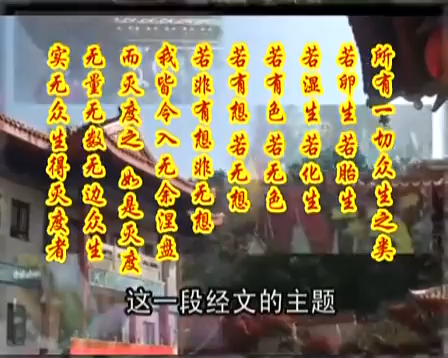 所有一切众生之类
若卵生若胎生
若湿生若化生
若有色若无色
若有想若无想
若非有想非无想
我皆令入无余涅盘
而灭度之 如是灭度
无量无数无边众生
实无众生得灭度者
这一段经文的主题